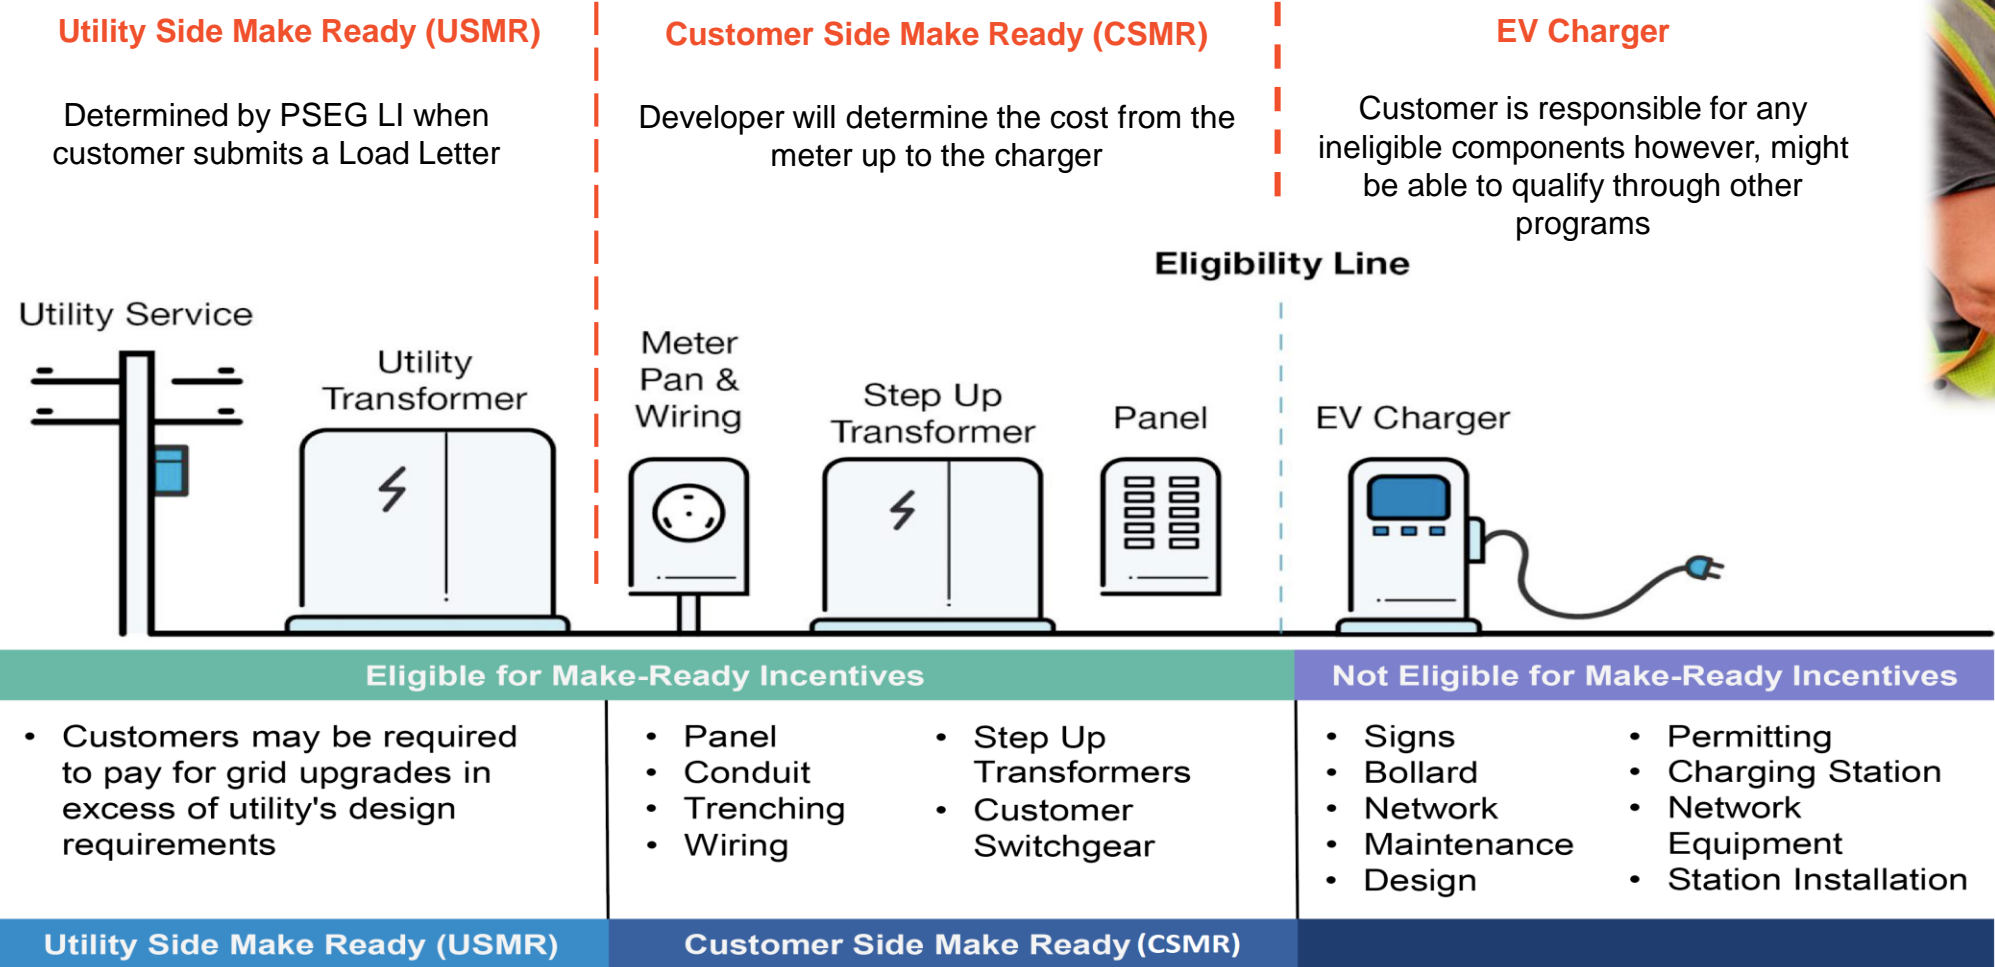 Utility Side Make Ready (USMR)
Determined by PSEG LI when
customer submits a Load Letter
Customer Side Make Ready (CSMR)
Developer will determine the cost from the
meter up to the charger
EV Charger
Customer is responsible for any
ineligible components however, might
be able to qualify through other
programs
Eligibility Line
Utility Service
Utility
Transformer
Meter
Pan &
Wiring
Step Up
Transformer
Panel
EV Charger
Eligible for Make-Ready Incentives
Not Eligible for Make-Ready Incentives
• Customers may be required
to pay for grid upgrades in
excess of utility's design
requirements
• Panel
• Conduit
• Trenching
• Wiring
• Step Up
Transformers
• Customer
Switchgear
• Signs
• Bollard
• Network
• Maintenance
• Design
• Permitting
• Charging Station
• Network
Equipment
• Station Installation
Utility Side Make Ready (USMR)
Customer Side Make Ready (CSMR)